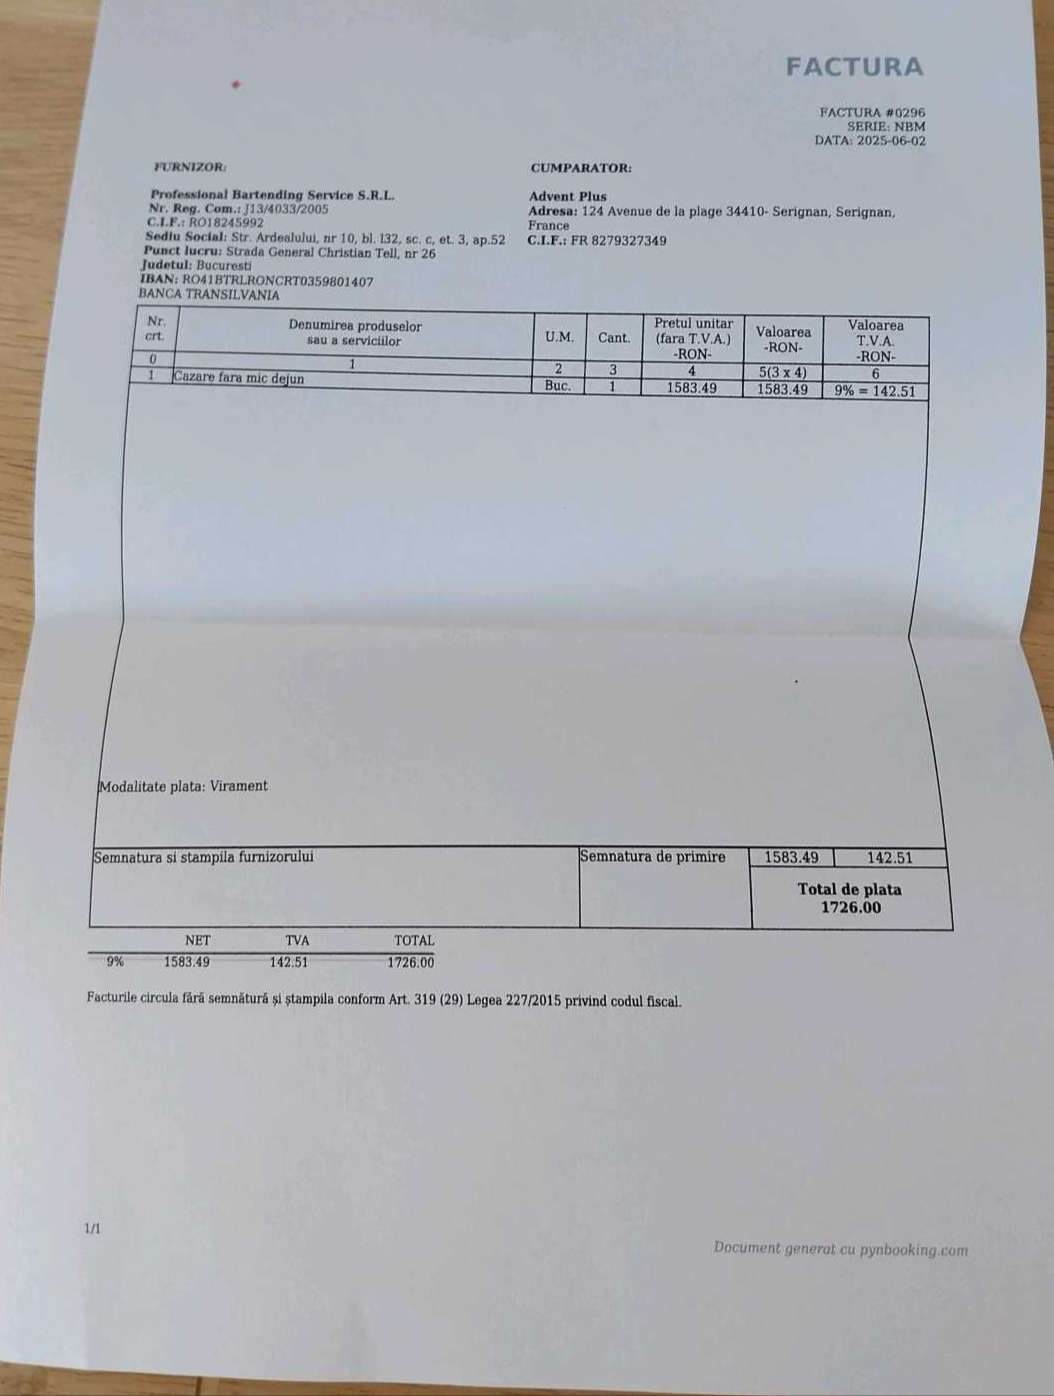 FACTURA
FACTURA #0296
SERIE: NBM
DATA: 2025-06-02
FURNIZOR:
Professional Bartending Service S.R.L.
Nr. Reg. Com.: J13/4033/2005
C.I.F.: RO18245992
Sediu Social: Str. Ardealului, nr 10, bl. I32, sc. c, et. 3, ap.52
Punct lucru: Strada General Christian Tell, nr 26
Judetul: Bucuresti
IBAN: RO41BTRLRONCRT0359801407
BANCA TRANSILVANIA
CUMPARATOR:
Advent Plus
Adresa: 124 Avenue de la plage 34410- Serignan, Serignan,
France
C.I.F.: FR 8279327349
Nr. crt. Denumirea produselor sau a serviciilor U.M. Cant. Pretul unitar (fara T.V.A.) -RON- Valoarea -RON- Valoarea T.V.A. -RON-
0 1 2 3 4 5(3 x 4) 6
1 Cazare fara mic dejun Buc. 1 1583.49 1583.49 9% = 142.51
Modalitate plata: Virament
Semnatura si stampila furnizorului Semnatura de primire 1583.49 142.51
Total de plata
1726.00
NET TVA TOTAL
9% 1583.49 142.51 1726.00
Facturile circula fără semnătură și ștampila conform Art. 319 (29) Legea 227/2015 privind codul fiscal.
1/1
Document generat cu pynbooking.com